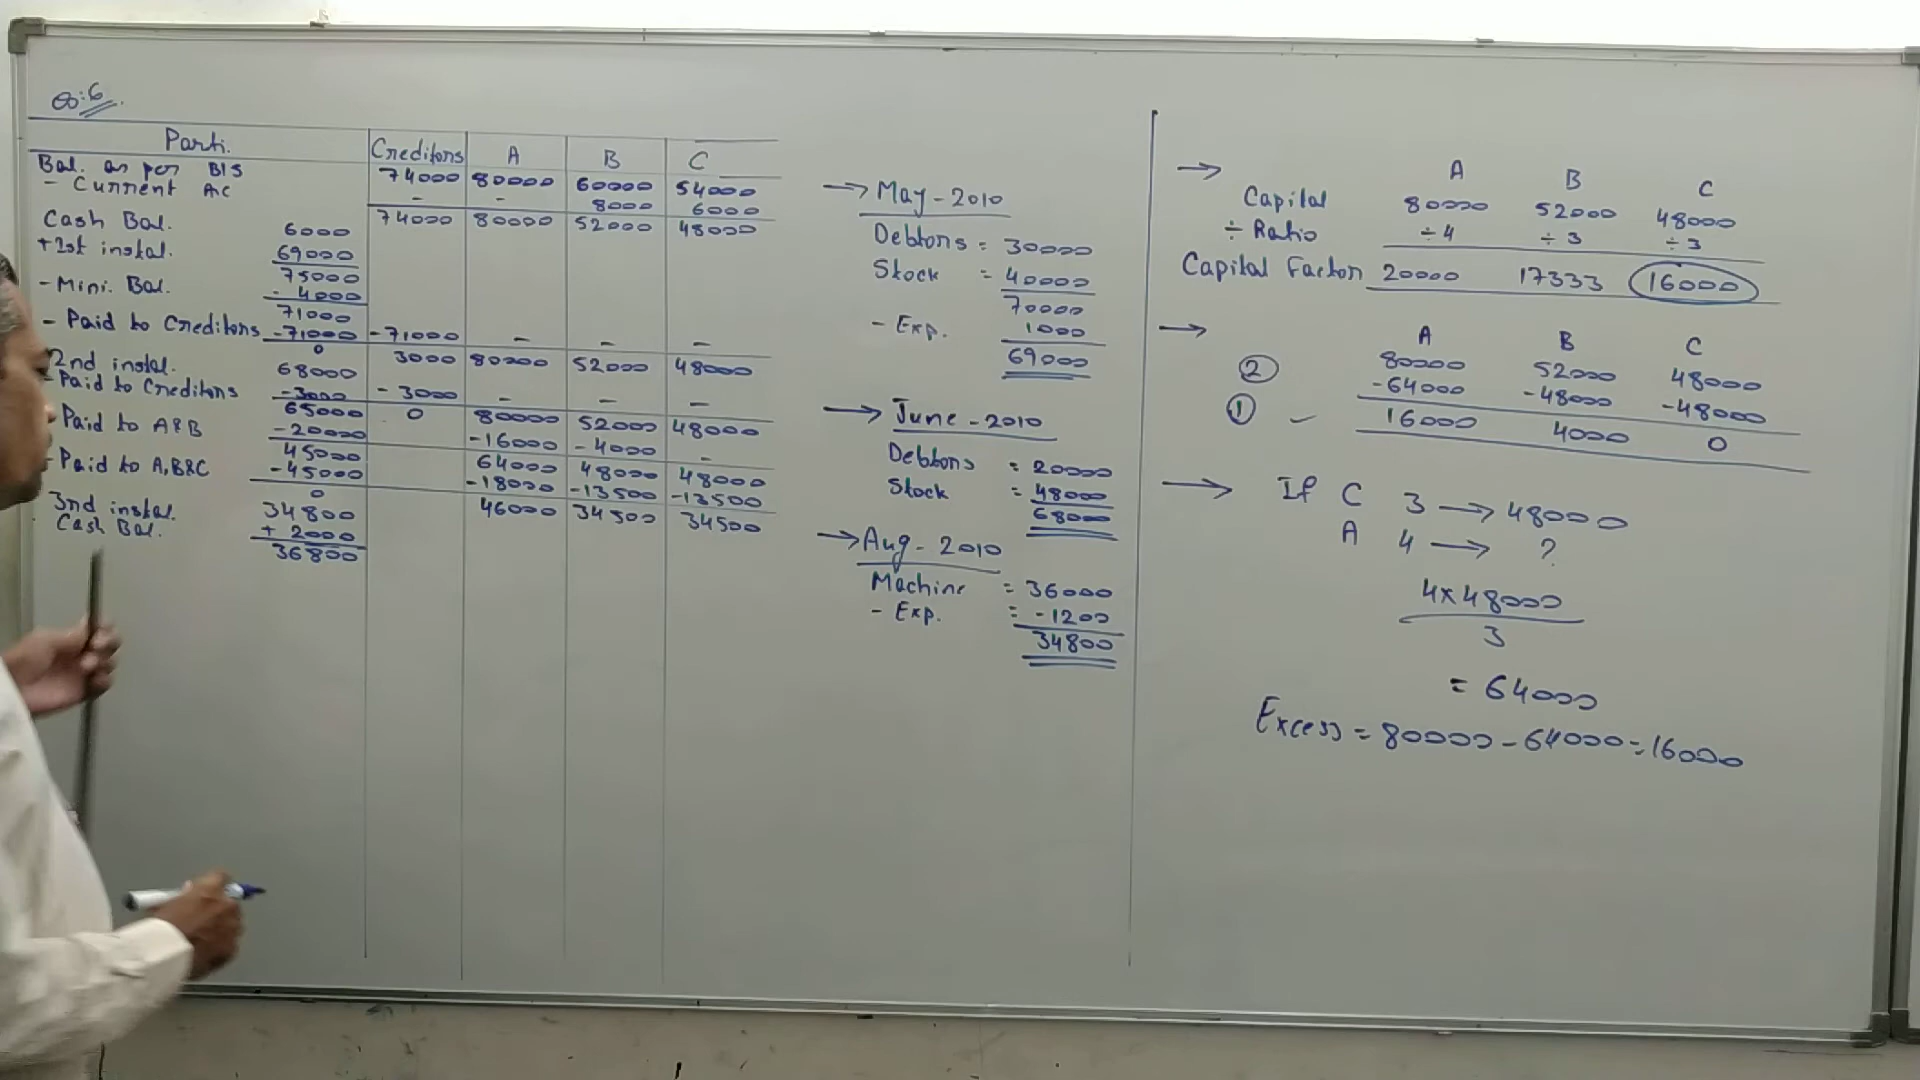 Q:6
Parti. Creditors A B C
Bal. as per B/S 74000 80000 60000 54000
- Current A/c - - 8000 6000
74000 80000 52000 48000
Cash Bal. 6000
+ 1st instal. 69000
75000
- Mini. Bal. - 4000
71000
- Paid to Creditors -71000 -71000 - - -
0 3000 80000 52000 48000
2nd instal. 68000
- Paid to Creditors -3000 - 3000 - - -
65000 0 80000 52000 48000
- Paid to A&B -20000 -16000 - 4000 -
45000 64000 48000 48000
- Paid to A,B&C -45000 -18000 -13500 -13500
0 46000 34500 34500
3rd instal. 34800
Cash Bal. + 2000
36800
→ May - 2010
Debtors = 30000
Stock = 40000
70000
- Exp. 1000
69000
→ June - 2010
Debtors = 20000
Stock = 48000
68000
→ Aug - 2010
Machine = 36000
- Exp. = -1200
34800
→ A B C
Capital 80000 52000 48000
÷ Ratio ÷4 ÷3 ÷3
Capital Factor 20000 17333 16000
→ A B C
② 80000 52000 48000
-64000 -48000 -48000
① 16000 4000 0
→ If C 3 → 48000
A 4 → ?
4×48000
3
= 64000
Excess = 80000 - 64000 = 16000